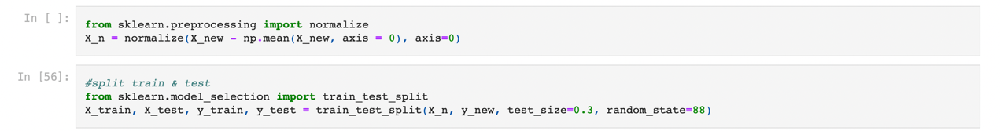 In [ ]:
from sklearn.preprocessing import normalize
X_n = normalize(X_new - np.mean(X_new, axis = 0), axis=0)
In [56]:
#split train & test
from sklearn.model_selection import train_test_split
X_train, X_test, y_train, y_test = train_test_split(X_n, y_new, test_size=0.3, random_state=88)